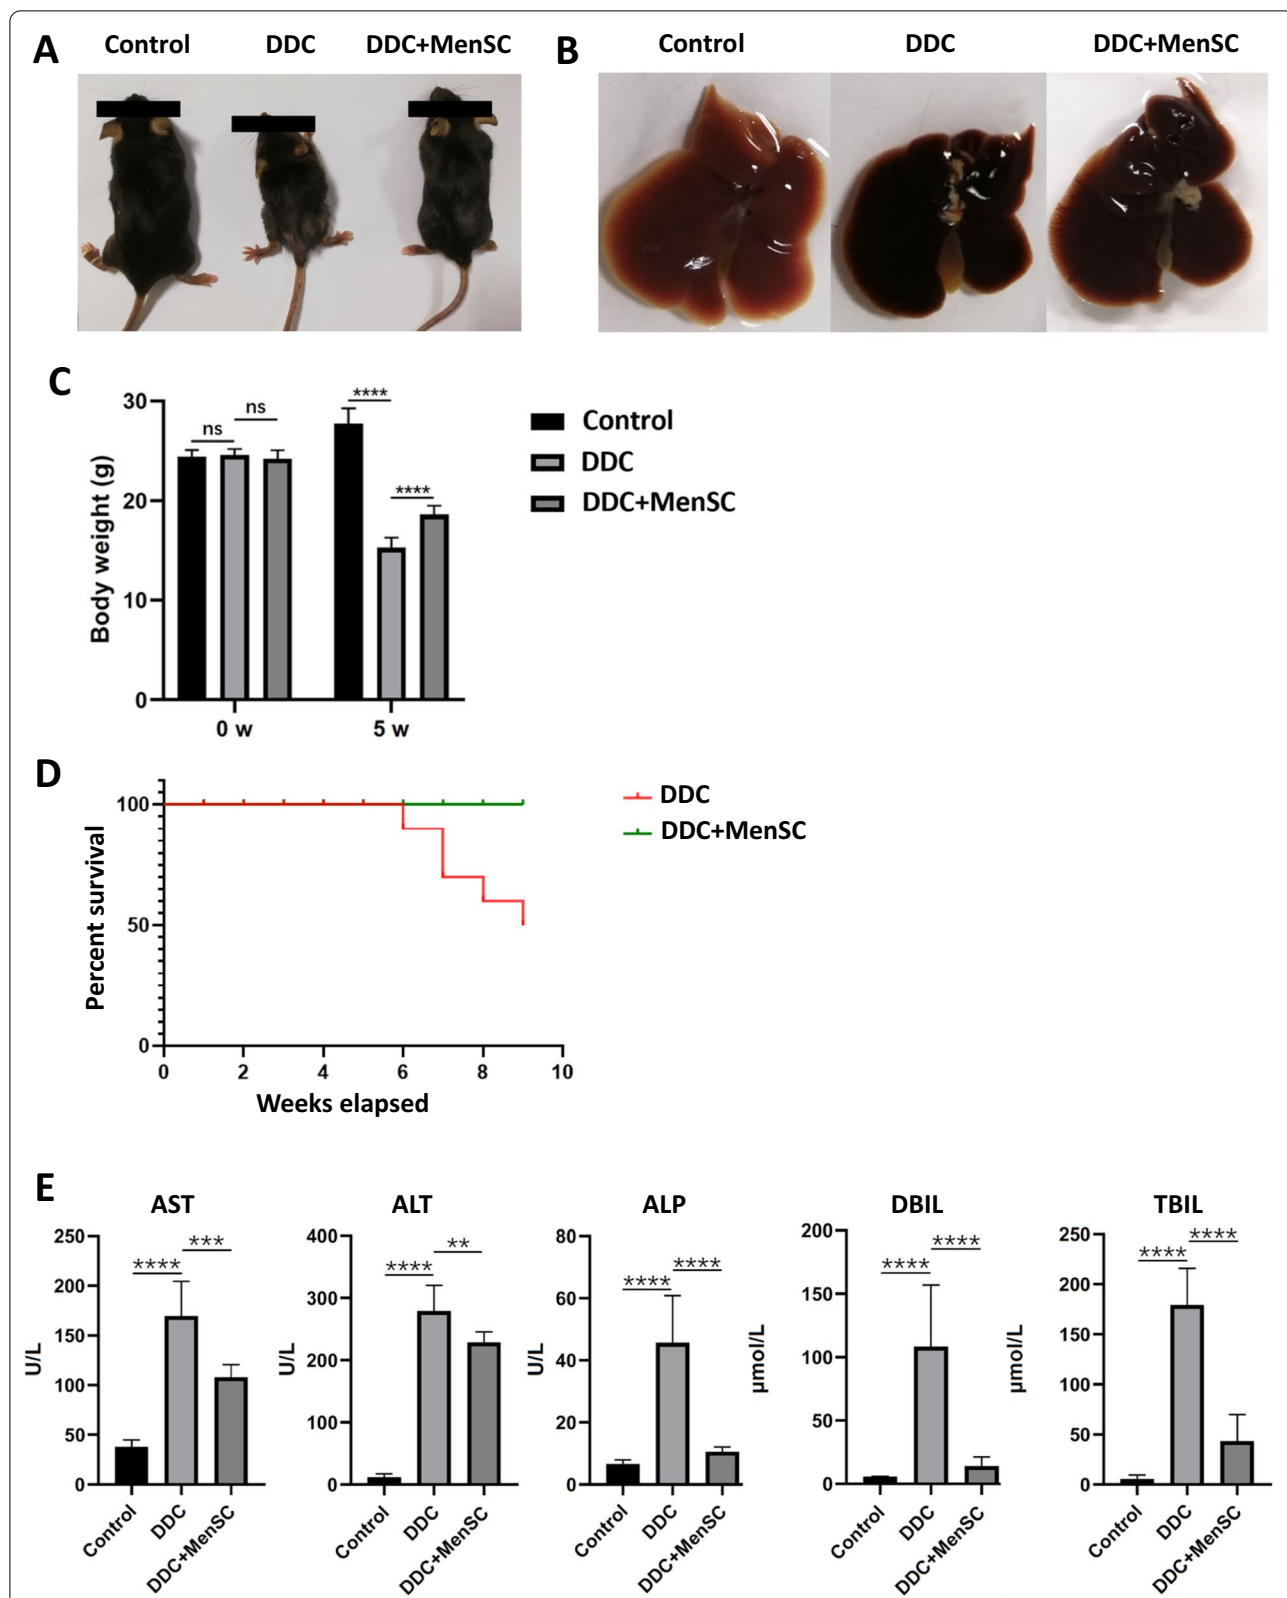 A Control DDC DDC+MenSC
B Control DDC DDC+MenSC
C
Body weight (g)
30
20
10
0
ns
ns
****
****
0 w
5 w
Control
DDC
DDC+MenSC
D
Percent survival
100
50
0
0 2 4 6 8 10
Weeks elapsed
DDC
DDC+MenSC
E
AST
U/L
250
200
150
100
50
0
****
***
Control
DDC
DDC+MenSC
ALT
U/L
400
300
200
100
0
****
**
Control
DDC
DDC+MenSC
ALP
U/L
80
60
40
20
0
****
****
Control
DDC
DDC+MenSC
DBIL
µmol/L
200
150
100
50
0
****
****
Control
DDC
DDC+MenSC
TBIL
µmol/L
250
200
150
100
50
0
****
****
Control
DDC
DDC+MenSC